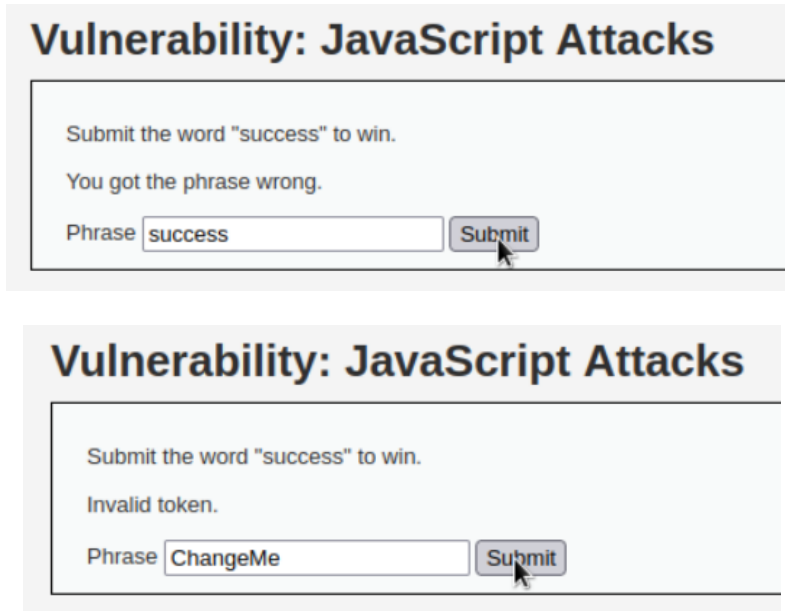 Vulnerability: JavaScript Attacks
Submit the word "success" to win.
You got the phrase wrong.
Phrase success Submit
Vulnerability: JavaScript Attacks
Submit the word "success" to win.
Invalid token.
Phrase ChangeMe Submit